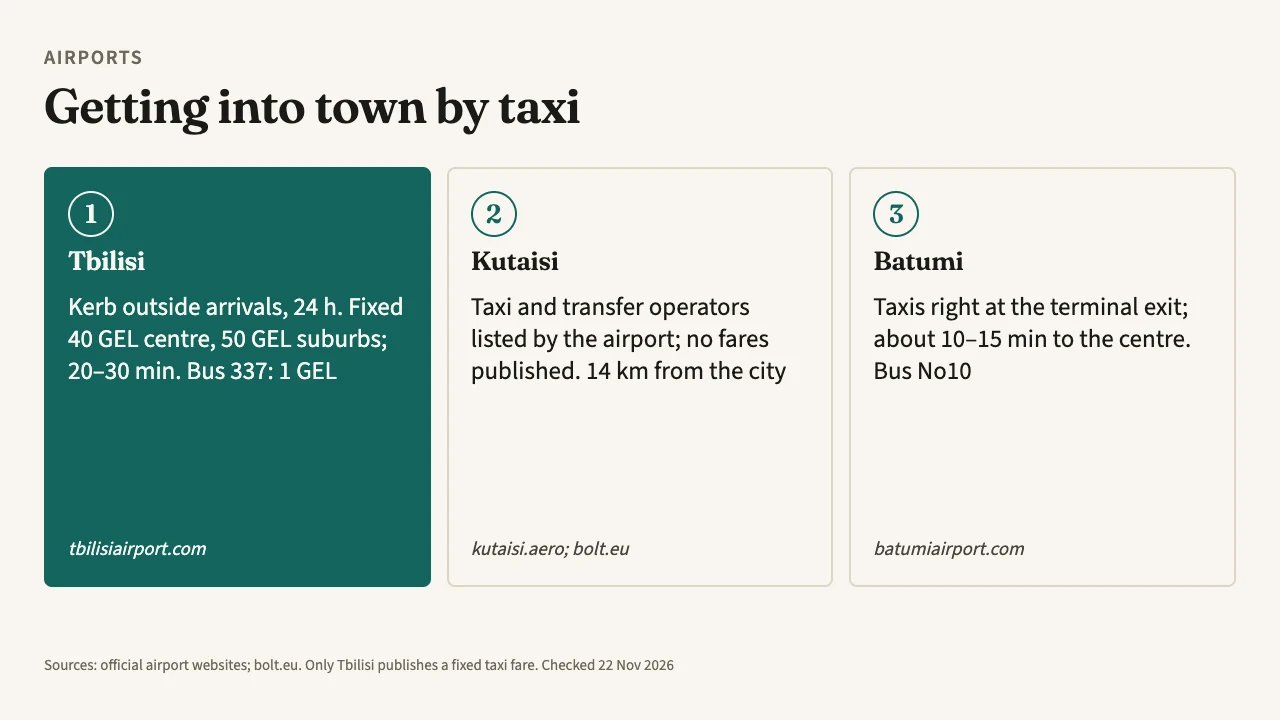 AIRPORTS
Getting into town by taxi
1
Tbilisi
Kerb outside arrivals, 24 h. Fixed
40 GEL centre, 50 GEL suburbs;
20–30 min. Bus 337: 1 GEL
tbilisiairport.com
2
Kutaisi
Taxi and transfer operators
listed by the airport; no fares
published. 14 km from the city
kutaisi.aero; bolt.eu
3
Batumi
Taxis right at the terminal exit;
about 10–15 min to the centre.
Bus No10
batumiairport.com
Sources: official airport websites; bolt.eu. Only Tbilisi publishes a fixed taxi fare. Checked 22 Nov 2026